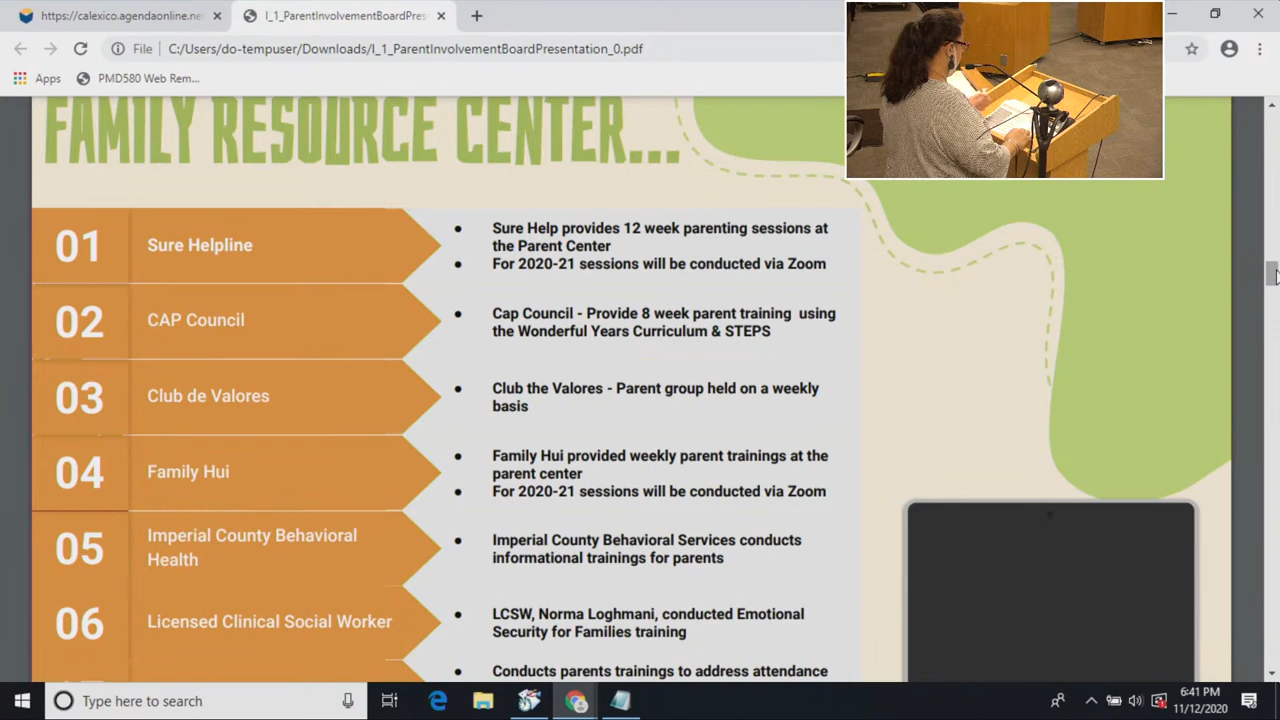 https://calexico.agendaonline.ne
I_1_ParentInvolvementBoardPrese
File
C:/Users/do-tempuser/Downloads/I_1_ParentInvolvementBoardPresentation_0.pdf
Apps
PMD580 Web Rem...
FAMILY RESOURCE CENTER...
01
Sure Helpline
• Sure Help provides 12 week parenting sessions at
the Parent Center
• For 2020-21 sessions will be conducted via Zoom
02
CAP Council
• Cap Council - Provide 8 week parent training using
the Wonderful Years Curriculum & STEPS
03
Club de Valores
• Club the Valores - Parent group held on a weekly
basis
04
Family Hui
• Family Hui provided weekly parent trainings at the
parent center
• For 2020-21 sessions will be conducted via Zoom
05
Imperial County Behavioral
Health
• Imperial County Behavioral Services conducts
informational trainings for parents
06
Licensed Clinical Social Worker
• LCSW, Norma Loghmani, conducted Emotional
Security for Families training
Conducts parents trainings to address attendance
Type here to search
6:41 PM
11/12/2020